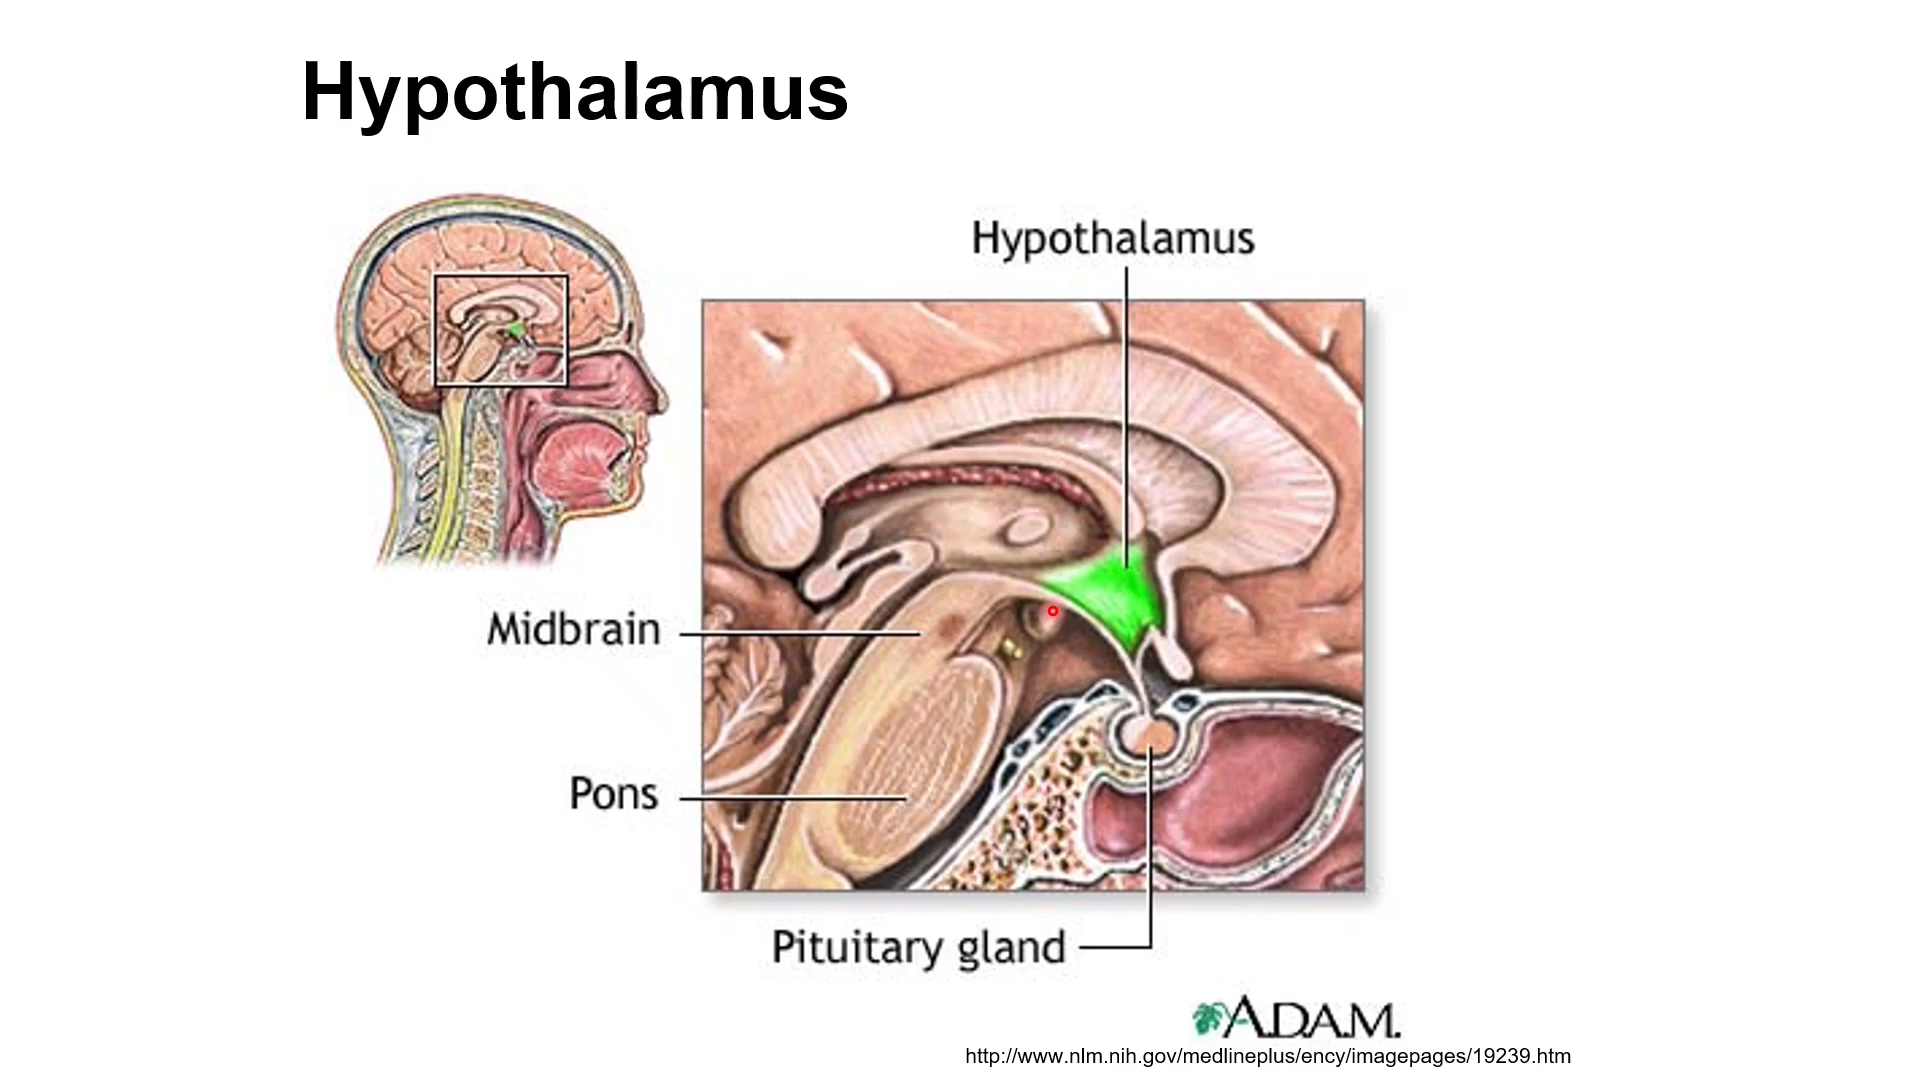 Hypothalamus
Hypothalamus
Midbrain
Pons
Pituitary gland
A.D.A.M.
http://www.nlm.nih.gov/medlineplus/ency/imagepages/19239.htm